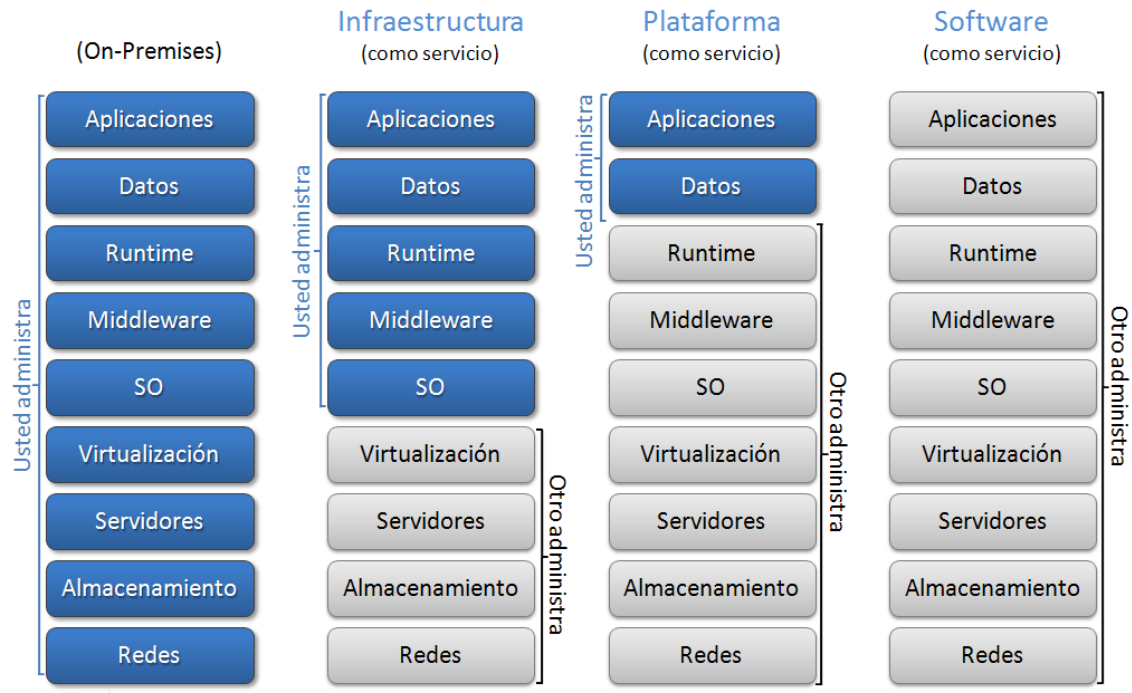 (On-Premises)
Usted administra
Aplicaciones
Datos
Runtime
Middleware
SO
Virtualización
Servidores
Almacenamiento
Redes
Infraestructura
(como servicio)
Usted administra
Aplicaciones
Datos
Runtime
Middleware
SO
Virtualización
Servidores
Almacenamiento
Redes
Otro administra
Plataforma
(como servicio)
Usted administra
Aplicaciones
Datos
Runtime
Middleware
SO
Virtualización
Servidores
Almacenamiento
Redes
Otro administra
Software
(como servicio)
Aplicaciones
Datos
Runtime
Middleware
SO
Virtualización
Servidores
Almacenamiento
Redes
Otro administra